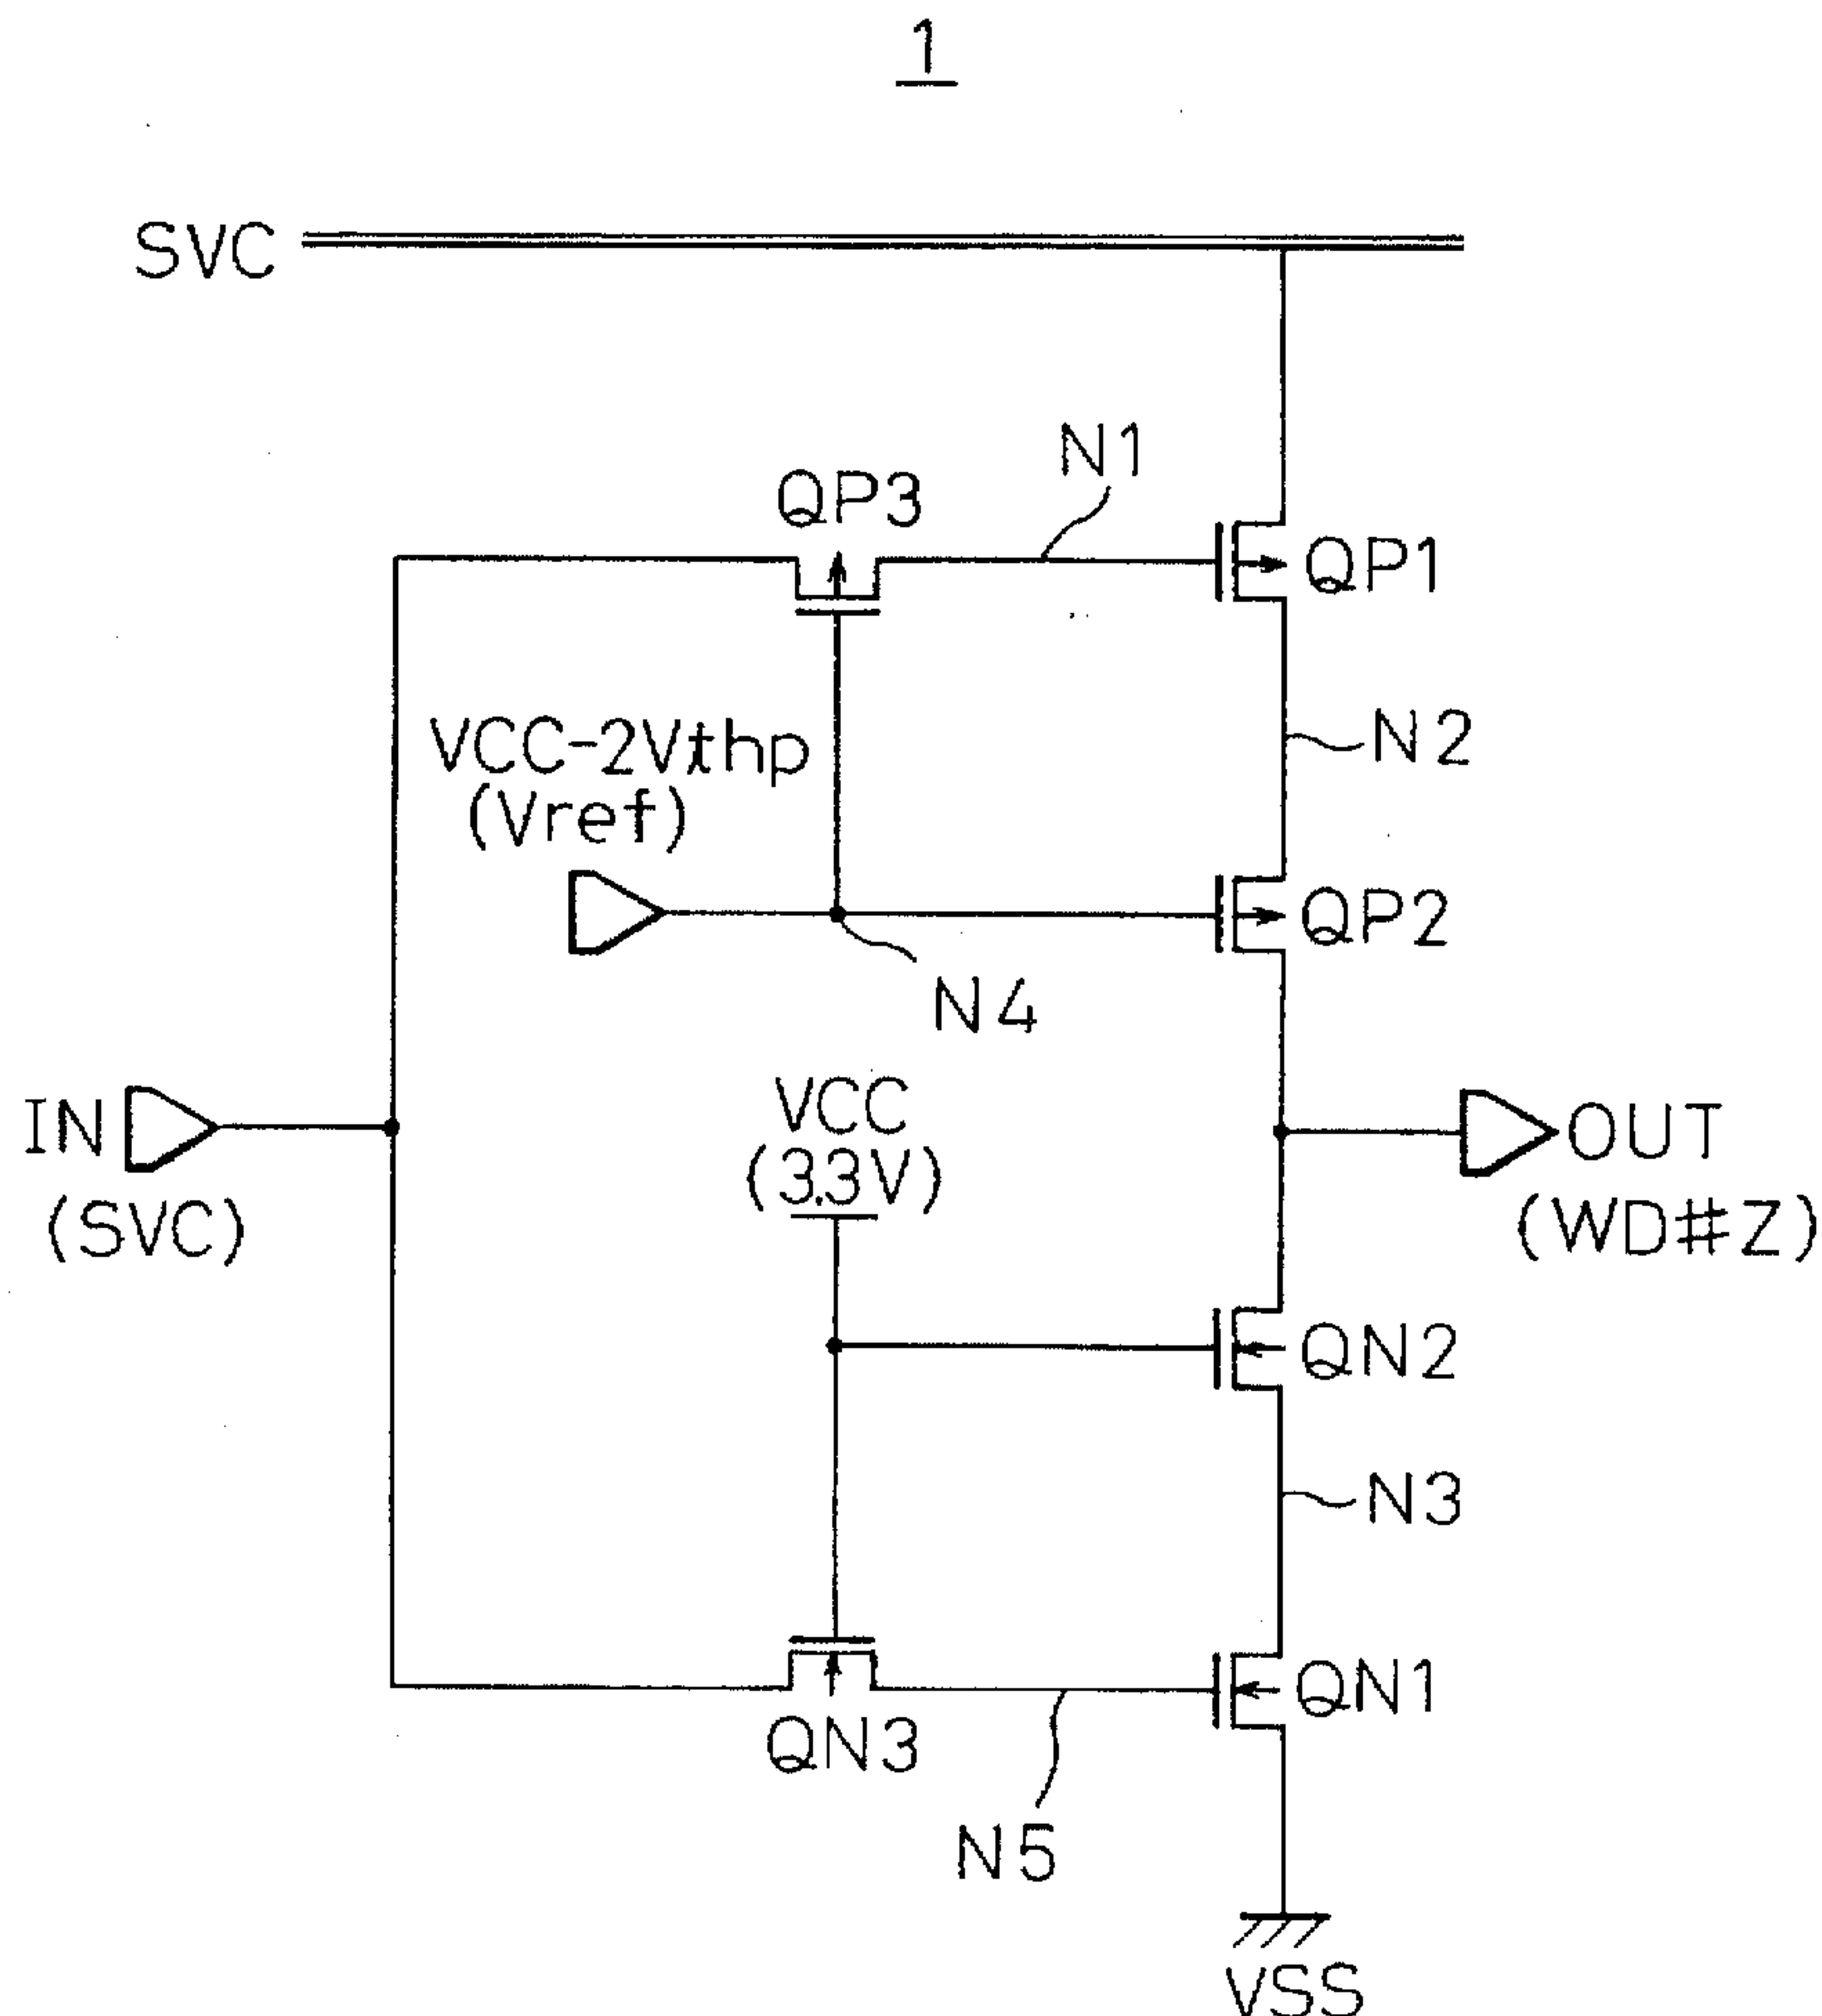 1
SVC
N1
QP3
QP1
N2
VCC-2Vthp
(Vref)
QP2
N4
IN
(SVC)
VCC
(3.3V)
OUT
(WD#Z)
QN2
N3
QN1
QN3
N5
VSS